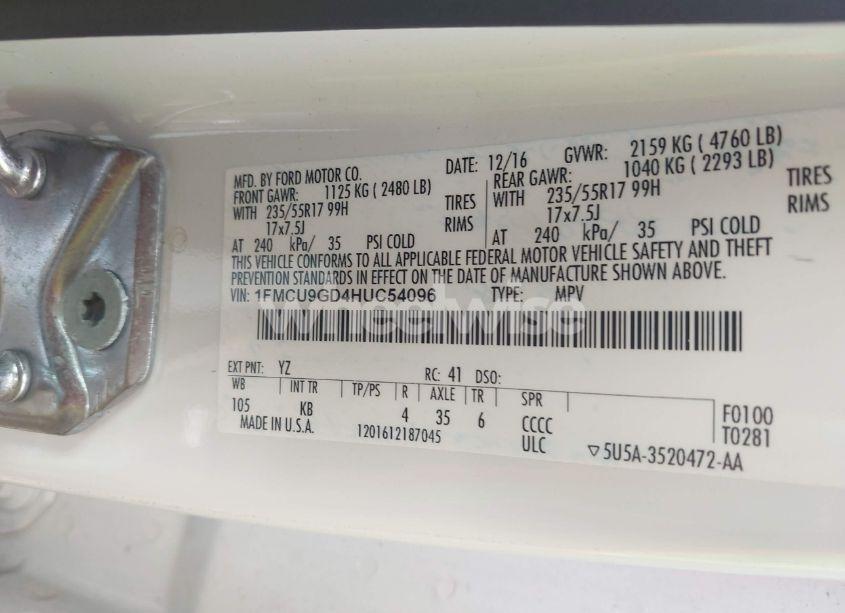 MFD. BY FORD MOTOR CO. DATE: 12/16 GVWR: 2159 KG ( 4760 LB)
FRONT GAWR: 1125 KG ( 2480 LB) REAR GAWR: 1040 KG ( 2293 LB)
WITH 235/55R17 99H TIRES WITH 235/55R17 99H TIRES
17x7.5J RIMS 17x7.5J RIMS
AT 240 kPa/ 35 PSI COLD AT 240 kPa/ 35 PSI COLD
THIS VEHICLE CONFORMS TO ALL APPLICABLE FEDERAL MOTOR VEHICLE SAFETY AND THEFT
PREVENTION STANDARDS IN EFFECT ON THE DATE OF MANUFACTURE SHOWN ABOVE.
VIN: 1FMCU9GD4HUC54096 TYPE: MPV
wheelwise
EXT PNT: YZ RC: 41 DSO:
WB INT TR TP/PS R AXLE TR SPR
105 KB 4 35 6 CCCC F0100
MADE IN U.S.A. 1201612187045 ULC T0281
▽5U5A-3520472-AA